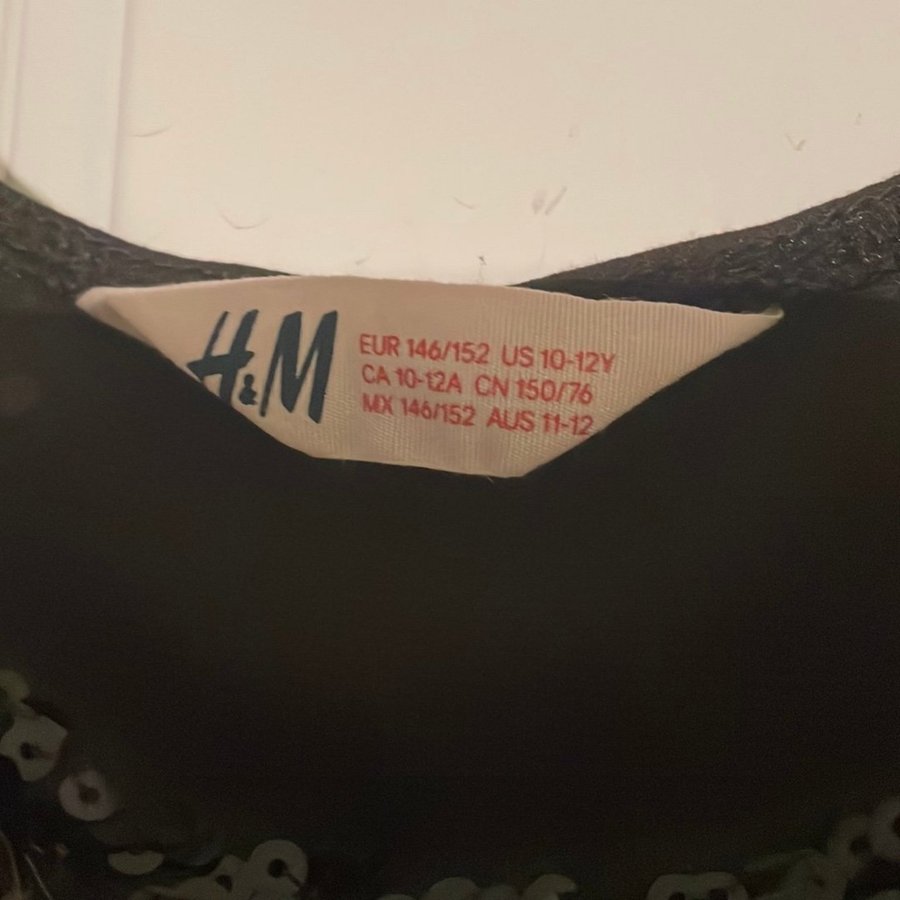 H&M
EUR 146/152 US 10-12Y
CA 10-12A CN 150/76
MX 146/152 AUS 11-12